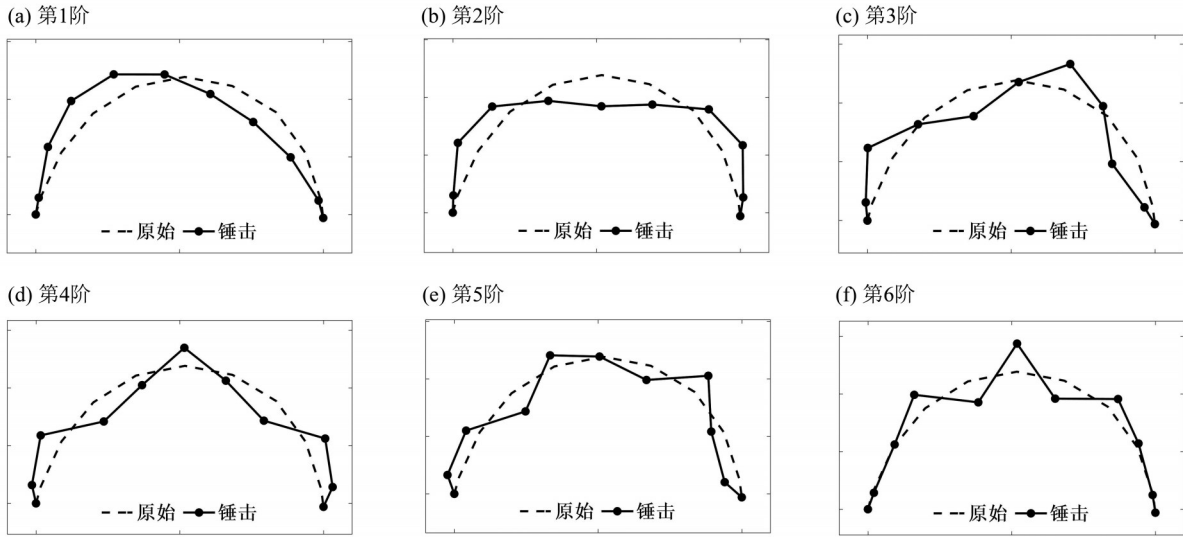 (a) 第1阶
(b) 第2阶
(c) 第3阶
原始 锤击
原始 锤击
原始 锤击
(d) 第4阶
(e) 第5阶
(f) 第6阶
原始 锤击
原始 锤击
原始 锤击